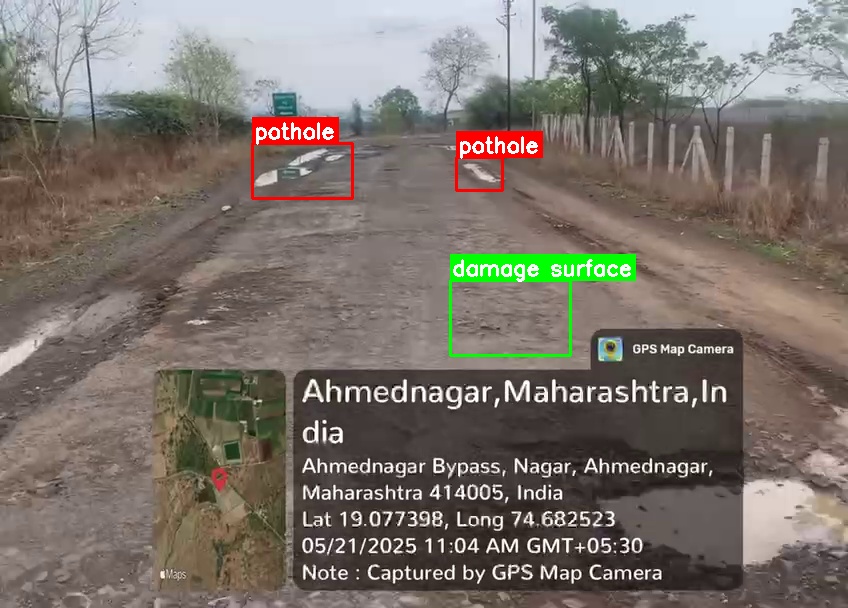 pothole
pothole
damage surface
GPS Map Camera
Ahmednagar,Maharashtra,In
dia
Ahmednagar Bypass, Nagar, Ahmednagar,
Maharashtra 414005, India
Lat 19.077398, Long 74.682523
05/21/2025 11:04 AM GMT+05:30
Note : Captured by GPS Map Camera
Maps